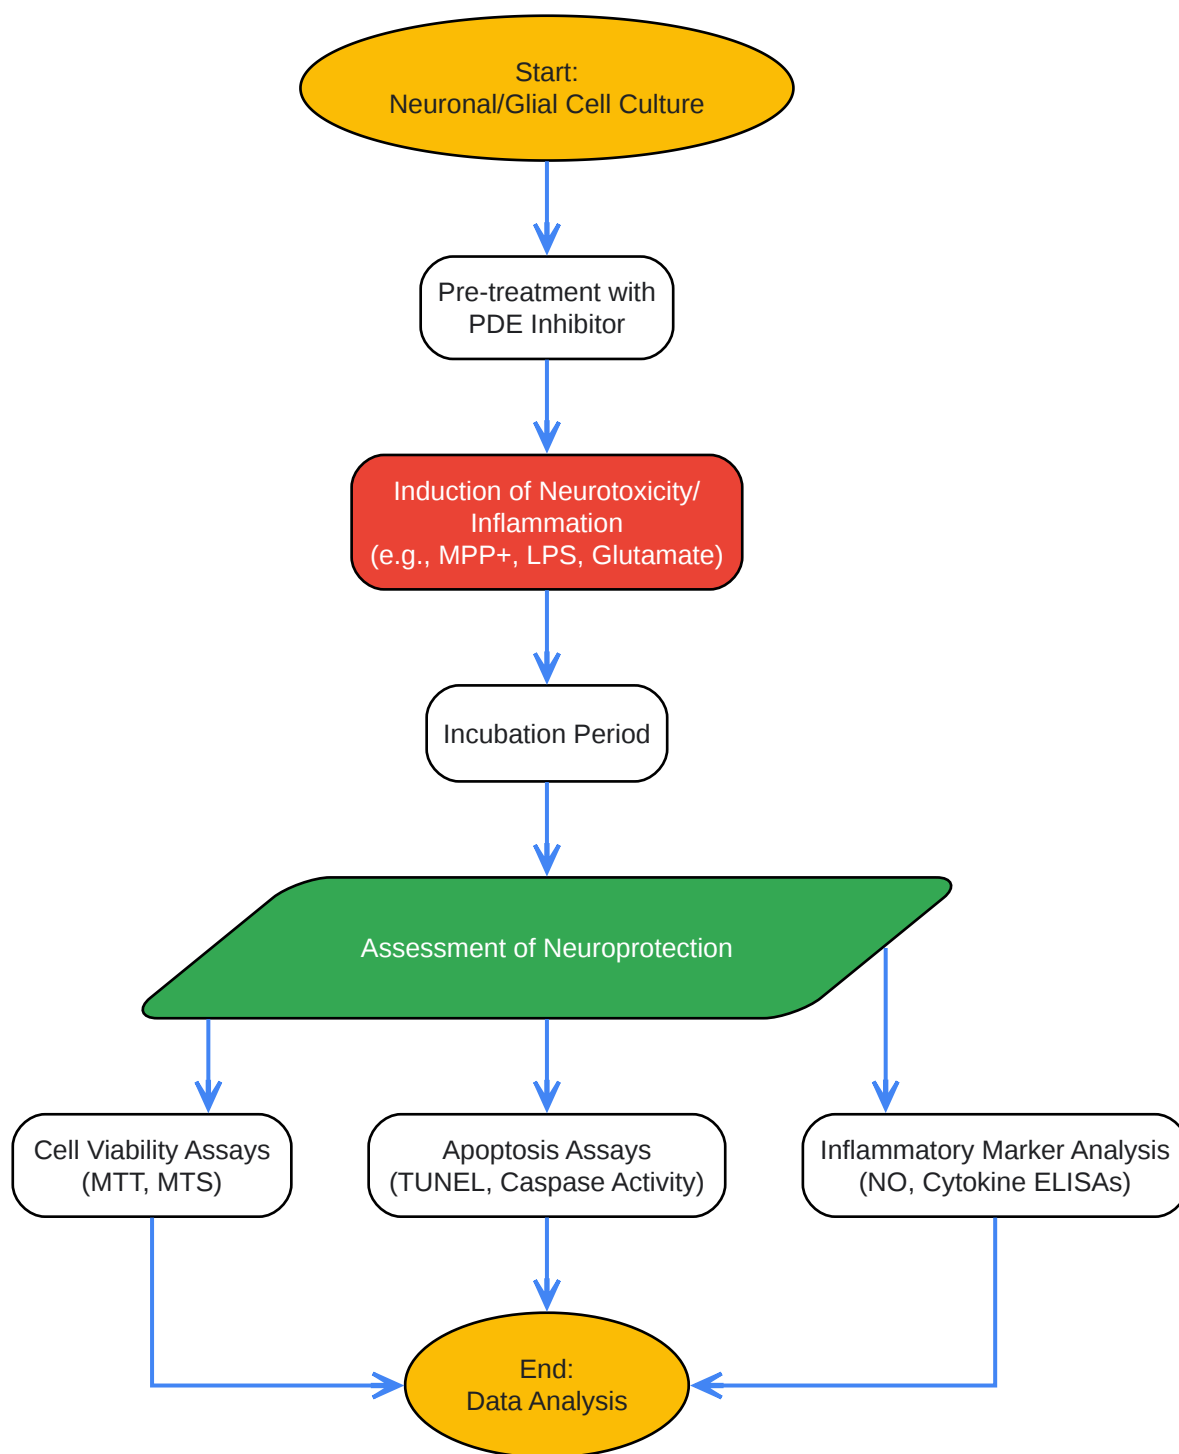 Start:
Neuronal/Glial Cell Culture
Pre-treatment with
PDE Inhibitor
Induction of Neurotoxicity/
Inflammation
(e.g., MPP+, LPS, Glutamate)
Incubation Period
Assessment of Neuroprotection
Cell Viability Assays
(MTT, MTS)
Apoptosis Assays
(TUNEL, Caspase Activity)
Inflammatory Marker Analysis
(NO, Cytokine ELISAs)
End:
Data Analysis